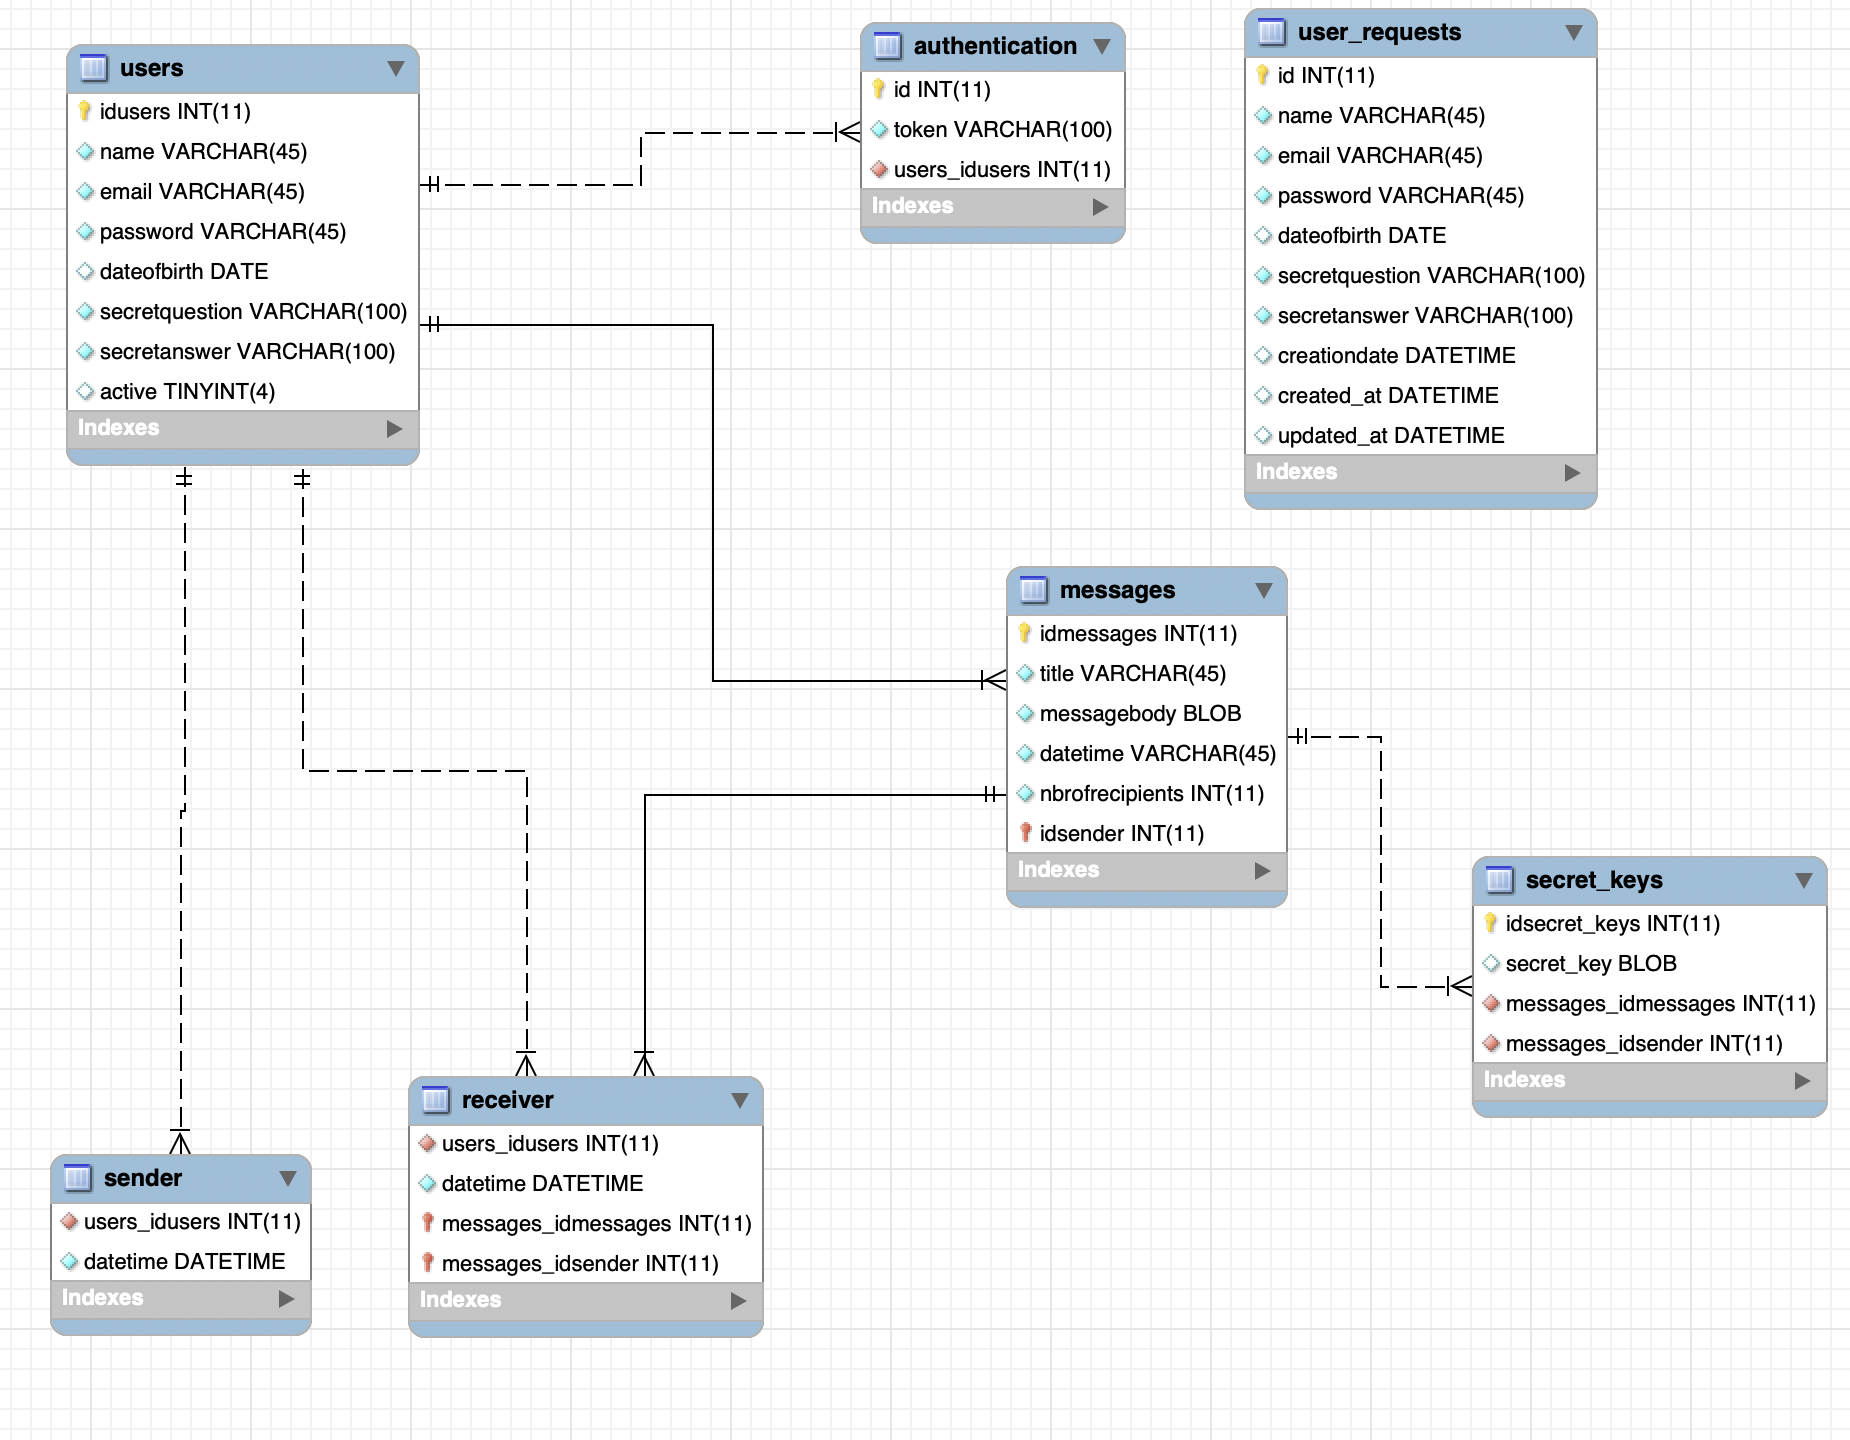 users
idusers INT(11)
name VARCHAR(45)
email VARCHAR(45)
password VARCHAR(45)
dateofbirth DATE
secretquestion VARCHAR(100)
secretanswer VARCHAR(100)
active TINYINT(4)
Indexes
authentication
id INT(11)
token VARCHAR(100)
users_idusers INT(11)
Indexes
user_requests
id INT(11)
name VARCHAR(45)
email VARCHAR(45)
password VARCHAR(45)
dateofbirth DATE
secretquestion VARCHAR(100)
secretanswer VARCHAR(100)
creationdate DATETIME
created_at DATETIME
updated_at DATETIME
Indexes
messages
idmessages INT(11)
title VARCHAR(45)
messagebody BLOB
datetime VARCHAR(45)
nbrofrecipients INT(11)
idsender INT(11)
Indexes
secret_keys
idsecret_keys INT(11)
secret_key BLOB
messages_idmessages INT(11)
messages_idsender INT(11)
Indexes
receiver
users_idusers INT(11)
datetime DATETIME
messages_idmessages INT(11)
messages_idsender INT(11)
Indexes
sender
users_idusers INT(11)
datetime DATETIME
Indexes